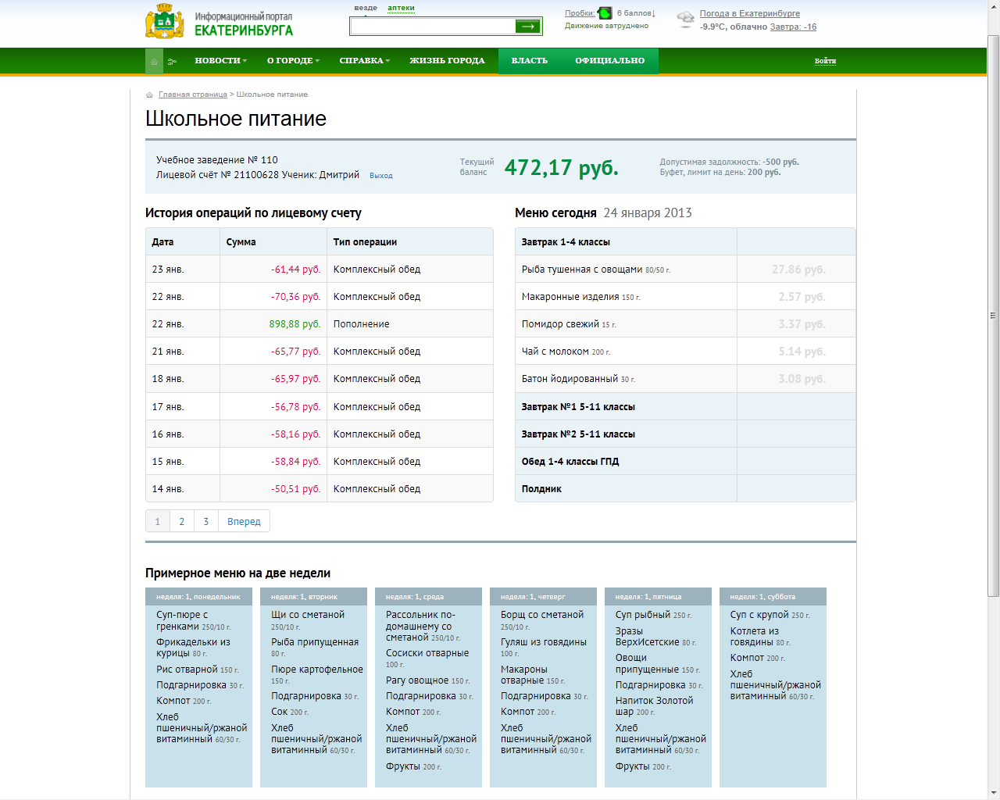 Информационный портал
ЕКАТЕРИНБУРГА
везде аптеки
Пробки: 6 баллов↓
Движение затруднено
Погода в Екатеринбурге
-9.9°C, облачно Завтра: -16
НОВОСТИ О ГОРОДЕ СПРАВКА ЖИЗНЬ ГОРОДА ВЛАСТЬ ОФИЦИАЛЬНО Войти
Главная страница > Школьное питание
Школьное питание
Учебное заведение № 110
Лицевой счёт № 21100628 Ученик: Дмитрий Выход
Текущий
баланс
472,17 руб.
Допустимая задолжность: -500 руб.
Буфет, лимит на день: 200 руб.
История операций по лицевому счету
Дата Сумма Тип операции
23 янв. -61,44 руб. Комплексный обед
22 янв. -70,36 руб. Комплексный обед
22 янв. 898,88 руб. Пополнение
21 янв. -65,77 руб. Комплексный обед
18 янв. -65,97 руб. Комплексный обед
17 янв. -56,78 руб. Комплексный обед
16 янв. -58,16 руб. Комплексный обед
15 янв. -58,84 руб. Комплексный обед
14 янв. -50,51 руб. Комплексный обед
1 2 3 Вперед
Меню сегодня 24 января 2013
Завтрак 1-4 классы
Рыба тушенная с овощами 80/50 г. 27.86 руб.
Макаронные изделия 150 г. 2.57 руб.
Помидор свежий 15 г. 3.37 руб.
Чай с молоком 200 г. 5.14 руб.
Батон йодированный 30 г. 3.08 руб.
Завтрак №1 5-11 классы
Завтрак №2 5-11 классы
Обед 1-4 классы ГПД
Полдник
Примерное меню на две недели
неделя: 1, понедельник
Суп-пюре с
гренками 250/10 г.
Фрикадельки из
курицы 80 г.
Рис отварной 150 г.
Подгарнировка 30 г.
Компот 200 г.
Хлеб
пшеничный/ржаной
витаминный 60/30 г.
неделя: 1, вторник
Щи со сметаной
250/10 г.
Рыба припущенная
80 г.
Пюре картофельное
150 г.
Подгарнировка 30 г.
Сок 200 г.
Хлеб
пшеничный/ржаной
витаминный 60/30 г.
неделя: 1, среда
Рассольник по-
домашнему со
сметаной 250/10 г.
Сосиски отварные
100 г.
Рагу овощное 150 г.
Подгарнировка 30 г.
Компот 200 г.
Хлеб
пшеничный/ржаной
витаминный 60/30 г.
Фрукты 200 г.
неделя: 1, четверг
Борщ со сметаной
250/10 г.
Гуляш из говядины
100 г.
Макароны
отварные 150 г.
Подгарнировка 30 г.
Компот 200 г.
Хлеб
пшеничный/ржаной
витаминный 60/30 г.
неделя: 1, пятница
Суп рыбный 250 г.
Зразы
ВерхИсетские 80 г.
Овощи
припущенные 150 г.
Подгарнировка 30 г.
Напиток Золотой
шар 200 г.
Хлеб
пшеничный/ржаной
витаминный 60/30 г.
Фрукты 200 г.
неделя: 1, суббота
Суп с крупой 250 г.
Котлета из
говядины 80 г.
Компот 200 г.
Хлеб
пшеничный/ржаной
витаминный 60/30 г.